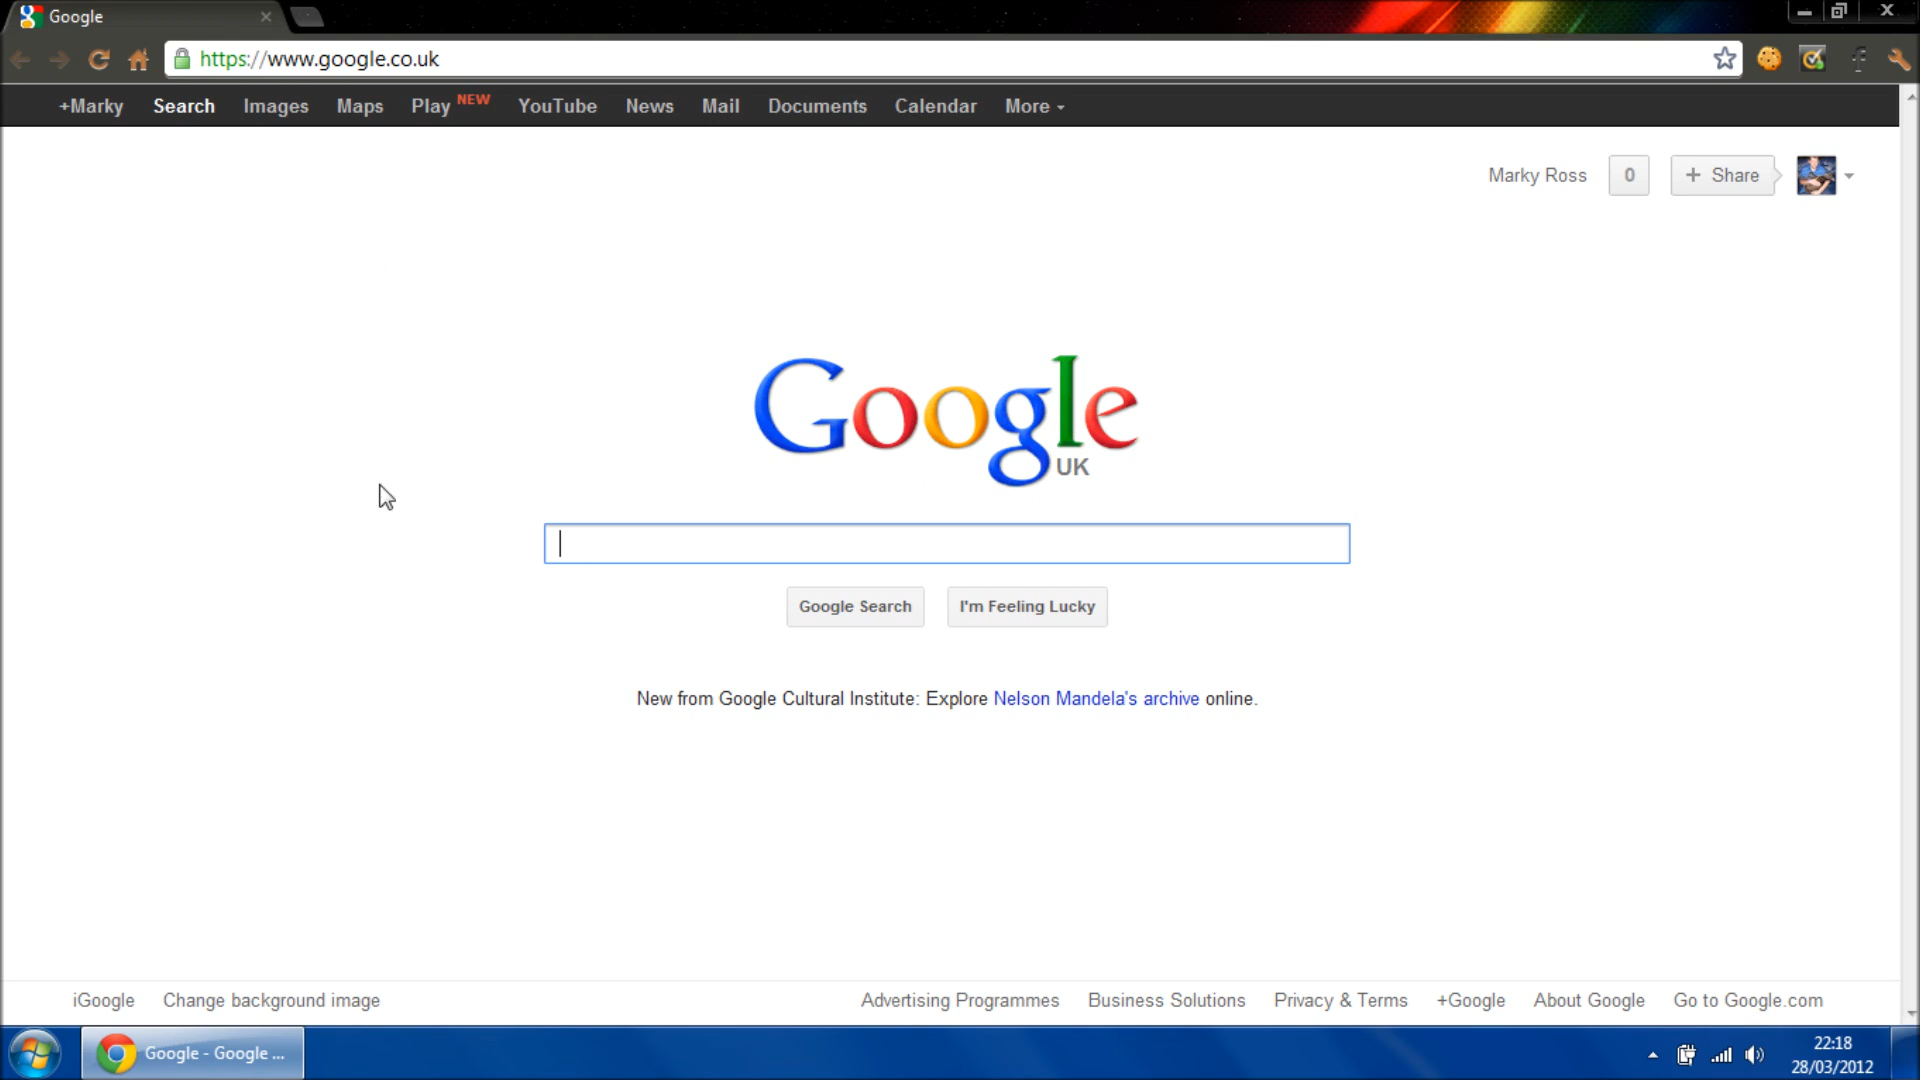 Google
https://www.google.co.uk
+Marky Search Images Maps Play NEW YouTube News Mail Documents Calendar More
Marky Ross 0 + Share
Google
UK
Google Search I'm Feeling Lucky
New from Google Cultural Institute: Explore Nelson Mandela's archive online.
iGoogle Change background image Advertising Programmes Business Solutions Privacy & Terms +Google About Google Go to Google.com
Google - Google ...
22:18
28/03/2012